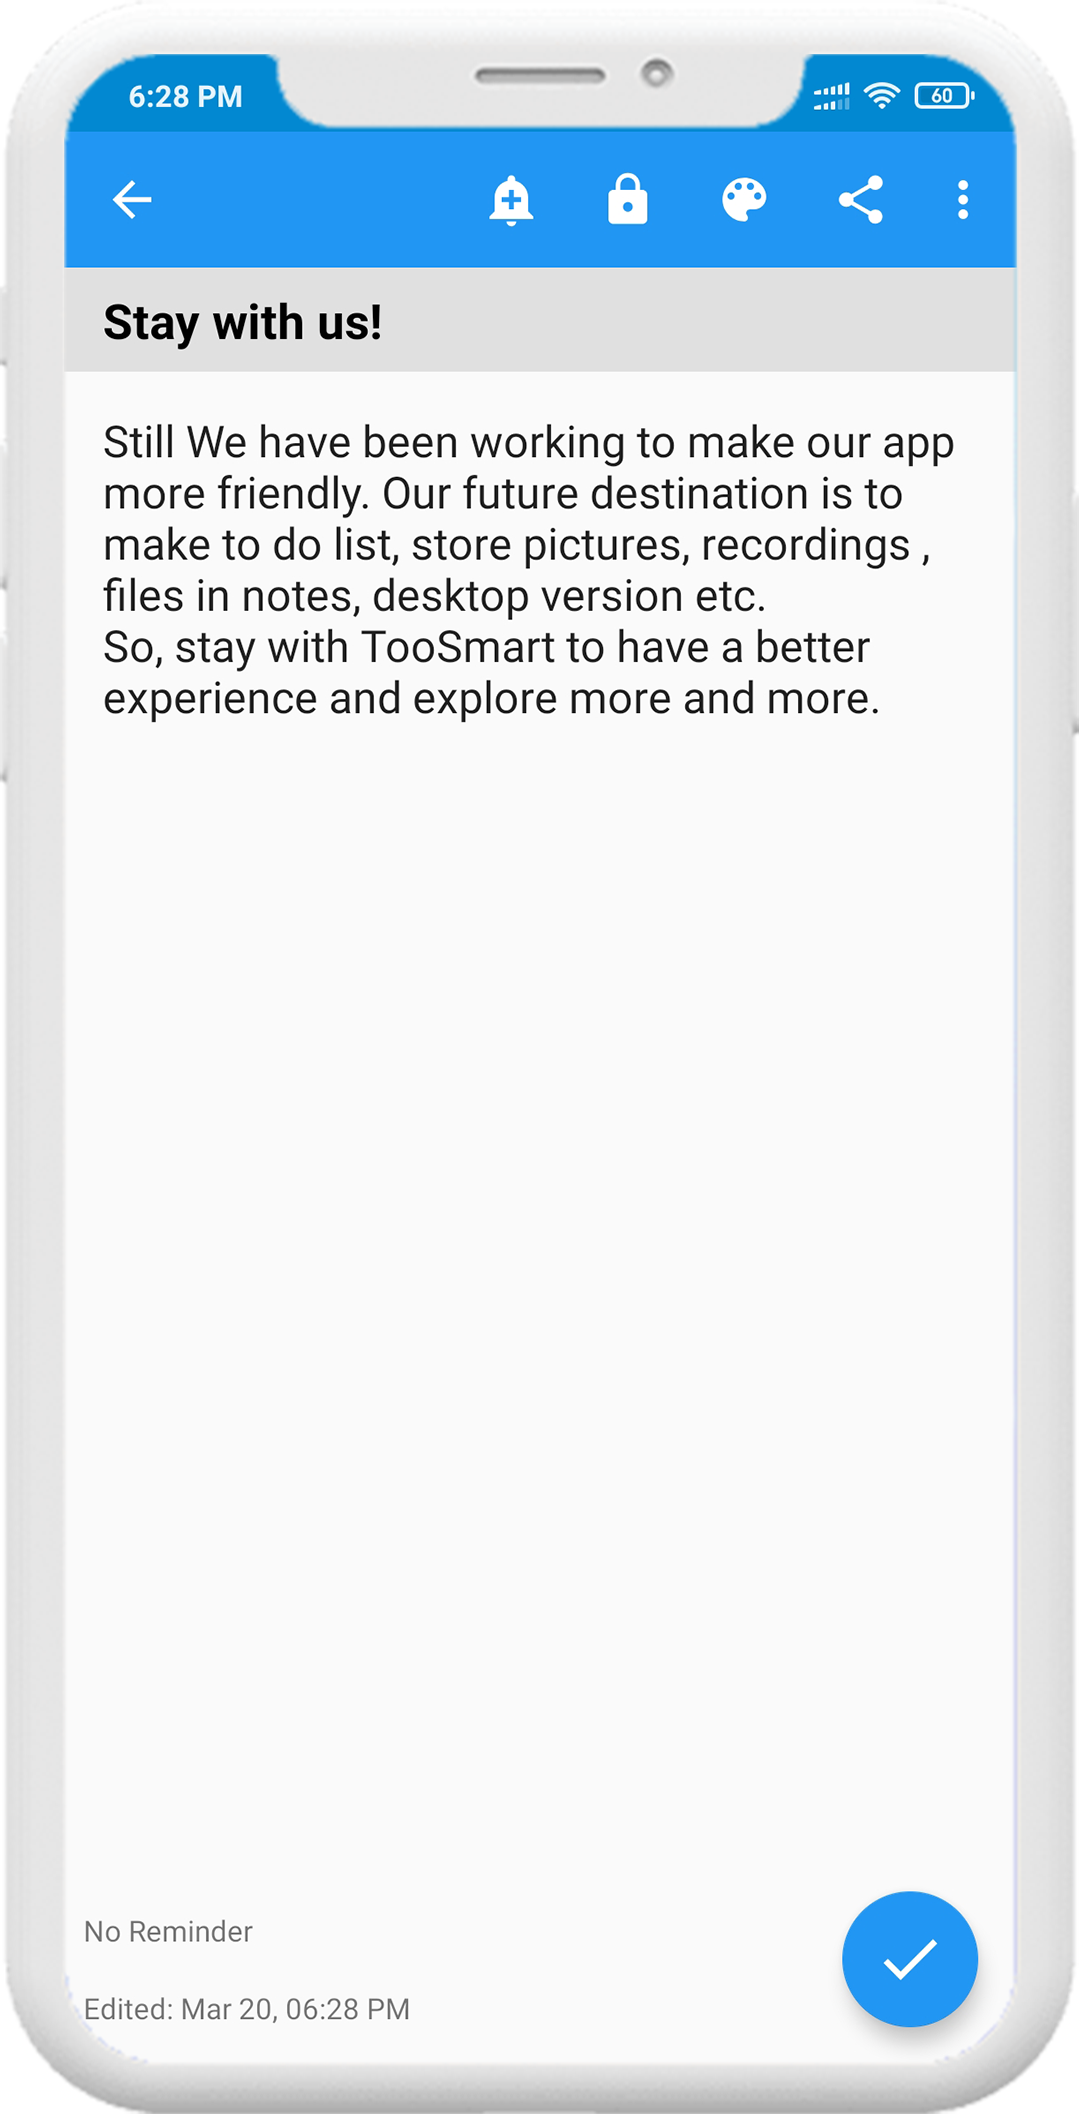 6:28 PM
60
Stay with us!
Still We have been working to make our app
more friendly. Our future destination is to
make to do list, store pictures, recordings ,
files in notes, desktop version etc.
So, stay with TooSmart to have a better
experience and explore more and more.
No Reminder
Edited: Mar 20, 06:28 PM